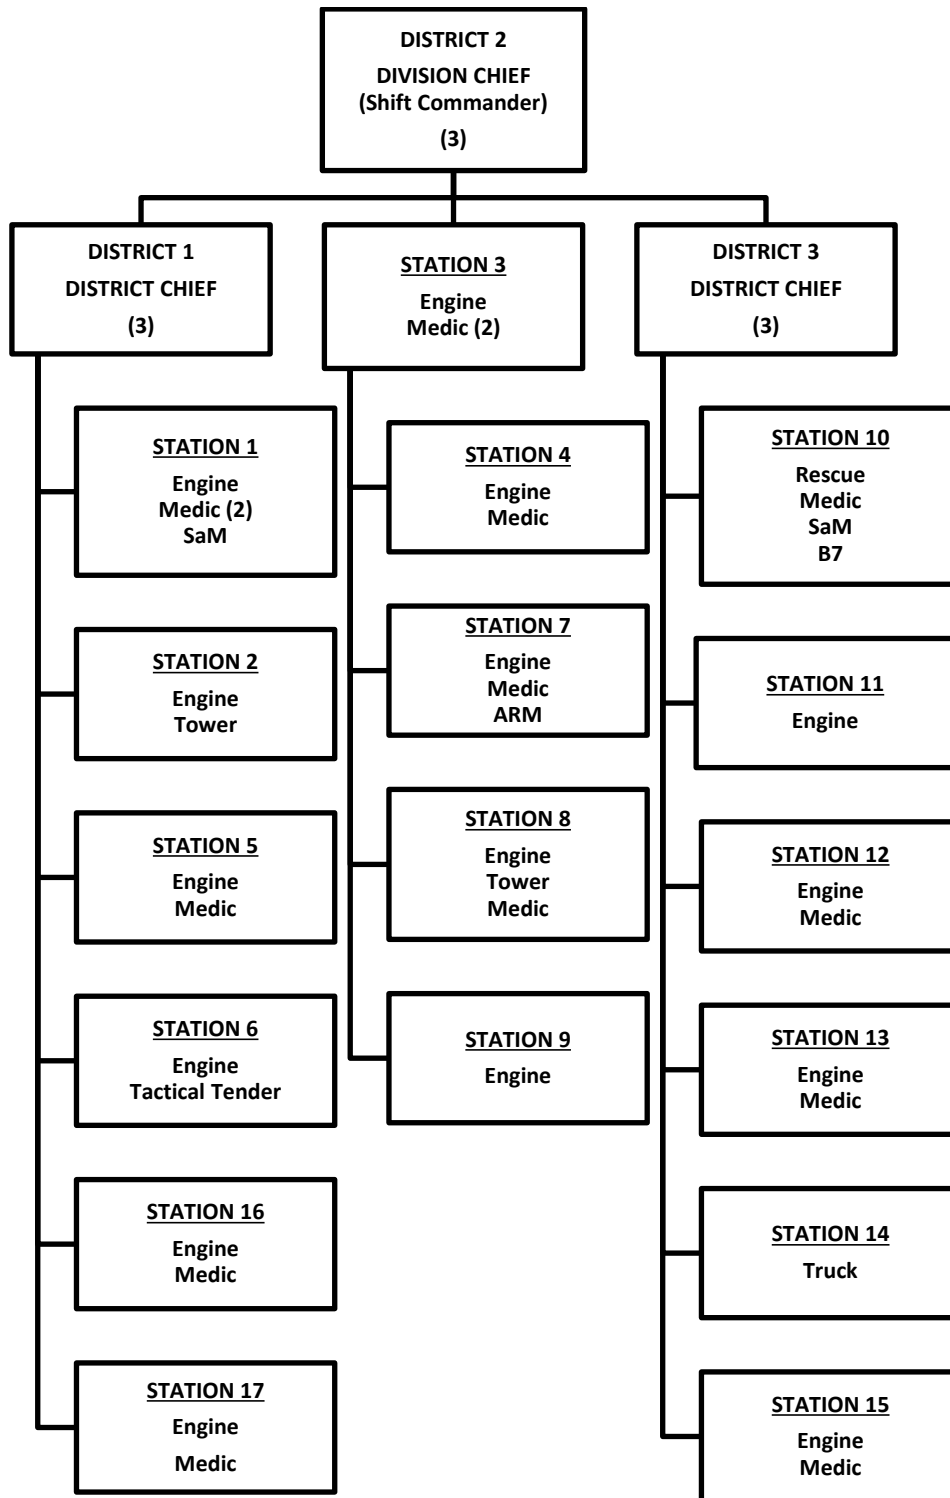 DISTRICT 2
DIVISION CHIEF
(Shift Commander)
(3)
DISTRICT 1
DISTRICT CHIEF
(3)
STATION 1
Engine
Medic (2)
SaM
STATION 2
Engine
Tower
STATION 5
Engine
Medic
STATION 6
Engine
Tactical Tender
STATION 16
Engine
Medic
STATION 17
Engine
Medic
STATION 3
Engine
Medic (2)
STATION 4
Engine
Medic
STATION 7
Engine
Medic
ARM
STATION 8
Engine
Tower
Medic
STATION 9
Engine
DISTRICT 3
DISTRICT CHIEF
(3)
STATION 10
Rescue
Medic
SaM
B7
STATION 11
Engine
STATION 12
Engine
Medic
STATION 13
Engine
Medic
STATION 14
Truck
STATION 15
Engine
Medic